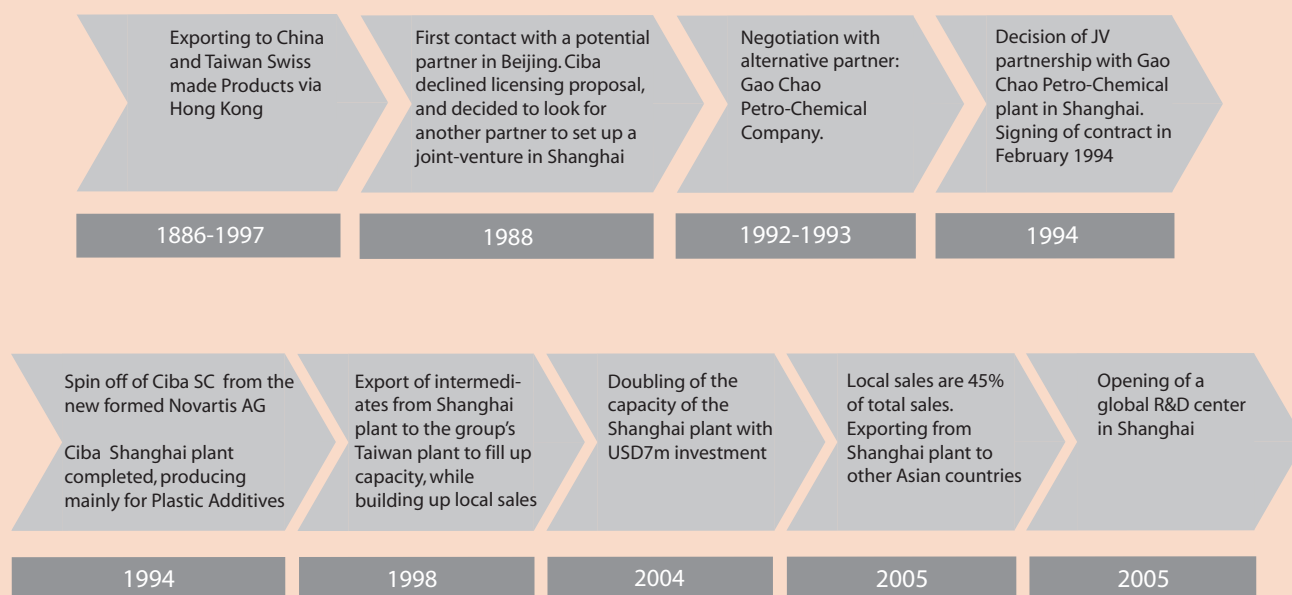 Exporting to China
and Taiwan Swiss
made Products via
Hong Kong
1886-1997
First contact with a potential
partner in Beijing. Ciba
declined licensing proposal,
and decided to look for
another partner to set up a
joint-venture in Shanghai
1988
Negotiation with
alternative partner:
Gao Chao
Petro-Chemical
Company.
1992-1993
Decision of JV
partnership with Gao
Chao Petro-Chemical
plant in Shanghai.
Signing of contract in
February 1994
1994
Spin off of Ciba SC from the
new formed Novartis AG
Ciba Shanghai plant
completed, producing
mainly for Plastic Additives
1994
Export of intermedi-
ates from Shanghai
plant to the group's
Taiwan plant to fill up
capacity, while
building up local sales
1998
Doubling of the
capacity of the
Shanghai plant with
USD7m investment
2004
Local sales are 45%
of total sales.
Exporting from
Shanghai plant to
other Asian countries
2005
Opening of a
global R&D center
in Shanghai
2005